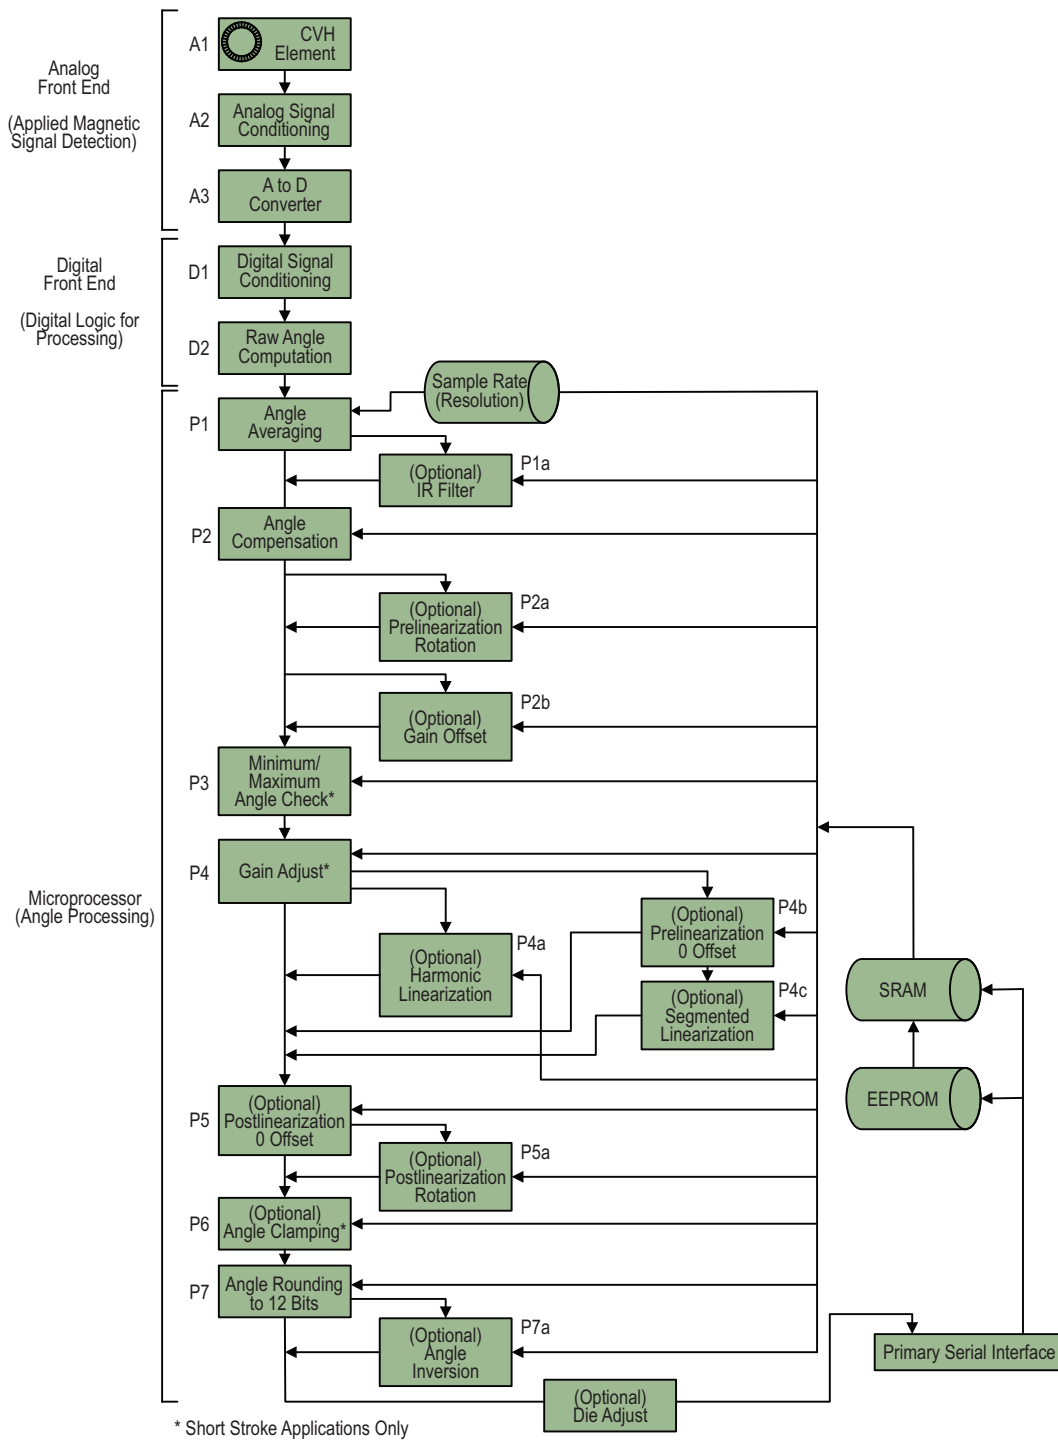 Analog
Front End
(Applied Magnetic
Signal Detection)
A1
CVH
Element
A2
Analog Signal
Conditioning
A3
A to D
Converter
Digital
Front End
(Digital Logic for
Processing)
D1
Digital Signal
Conditioning
D2
Raw Angle
Computation
Sample Rate
(Resolution)
P1
Angle
Averaging
P1a
(Optional)
IR Filter
P2
Angle
Compensation
P2a
(Optional)
Prelinearization
Rotation
P2b
(Optional)
Gain Offset
P3
Minimum/
Maximum
Angle Check*
P4
Gain Adjust*
Microprocessor
(Angle Processing)
P4b
(Optional)
Prelinearization
0 Offset
P4a
(Optional)
Harmonic
Linearization
P4c
(Optional)
Segmented
Linearization
SRAM
EEPROM
P5
(Optional)
Postlinearization
0 Offset
P5a
(Optional)
Postlinearization
Rotation
P6
(Optional)
Angle Clamping*
P7
Angle Rounding
to 12 Bits
P7a
(Optional)
Angle
Inversion
Primary Serial Interface
(Optional)
Die Adjust
* Short Stroke Applications Only